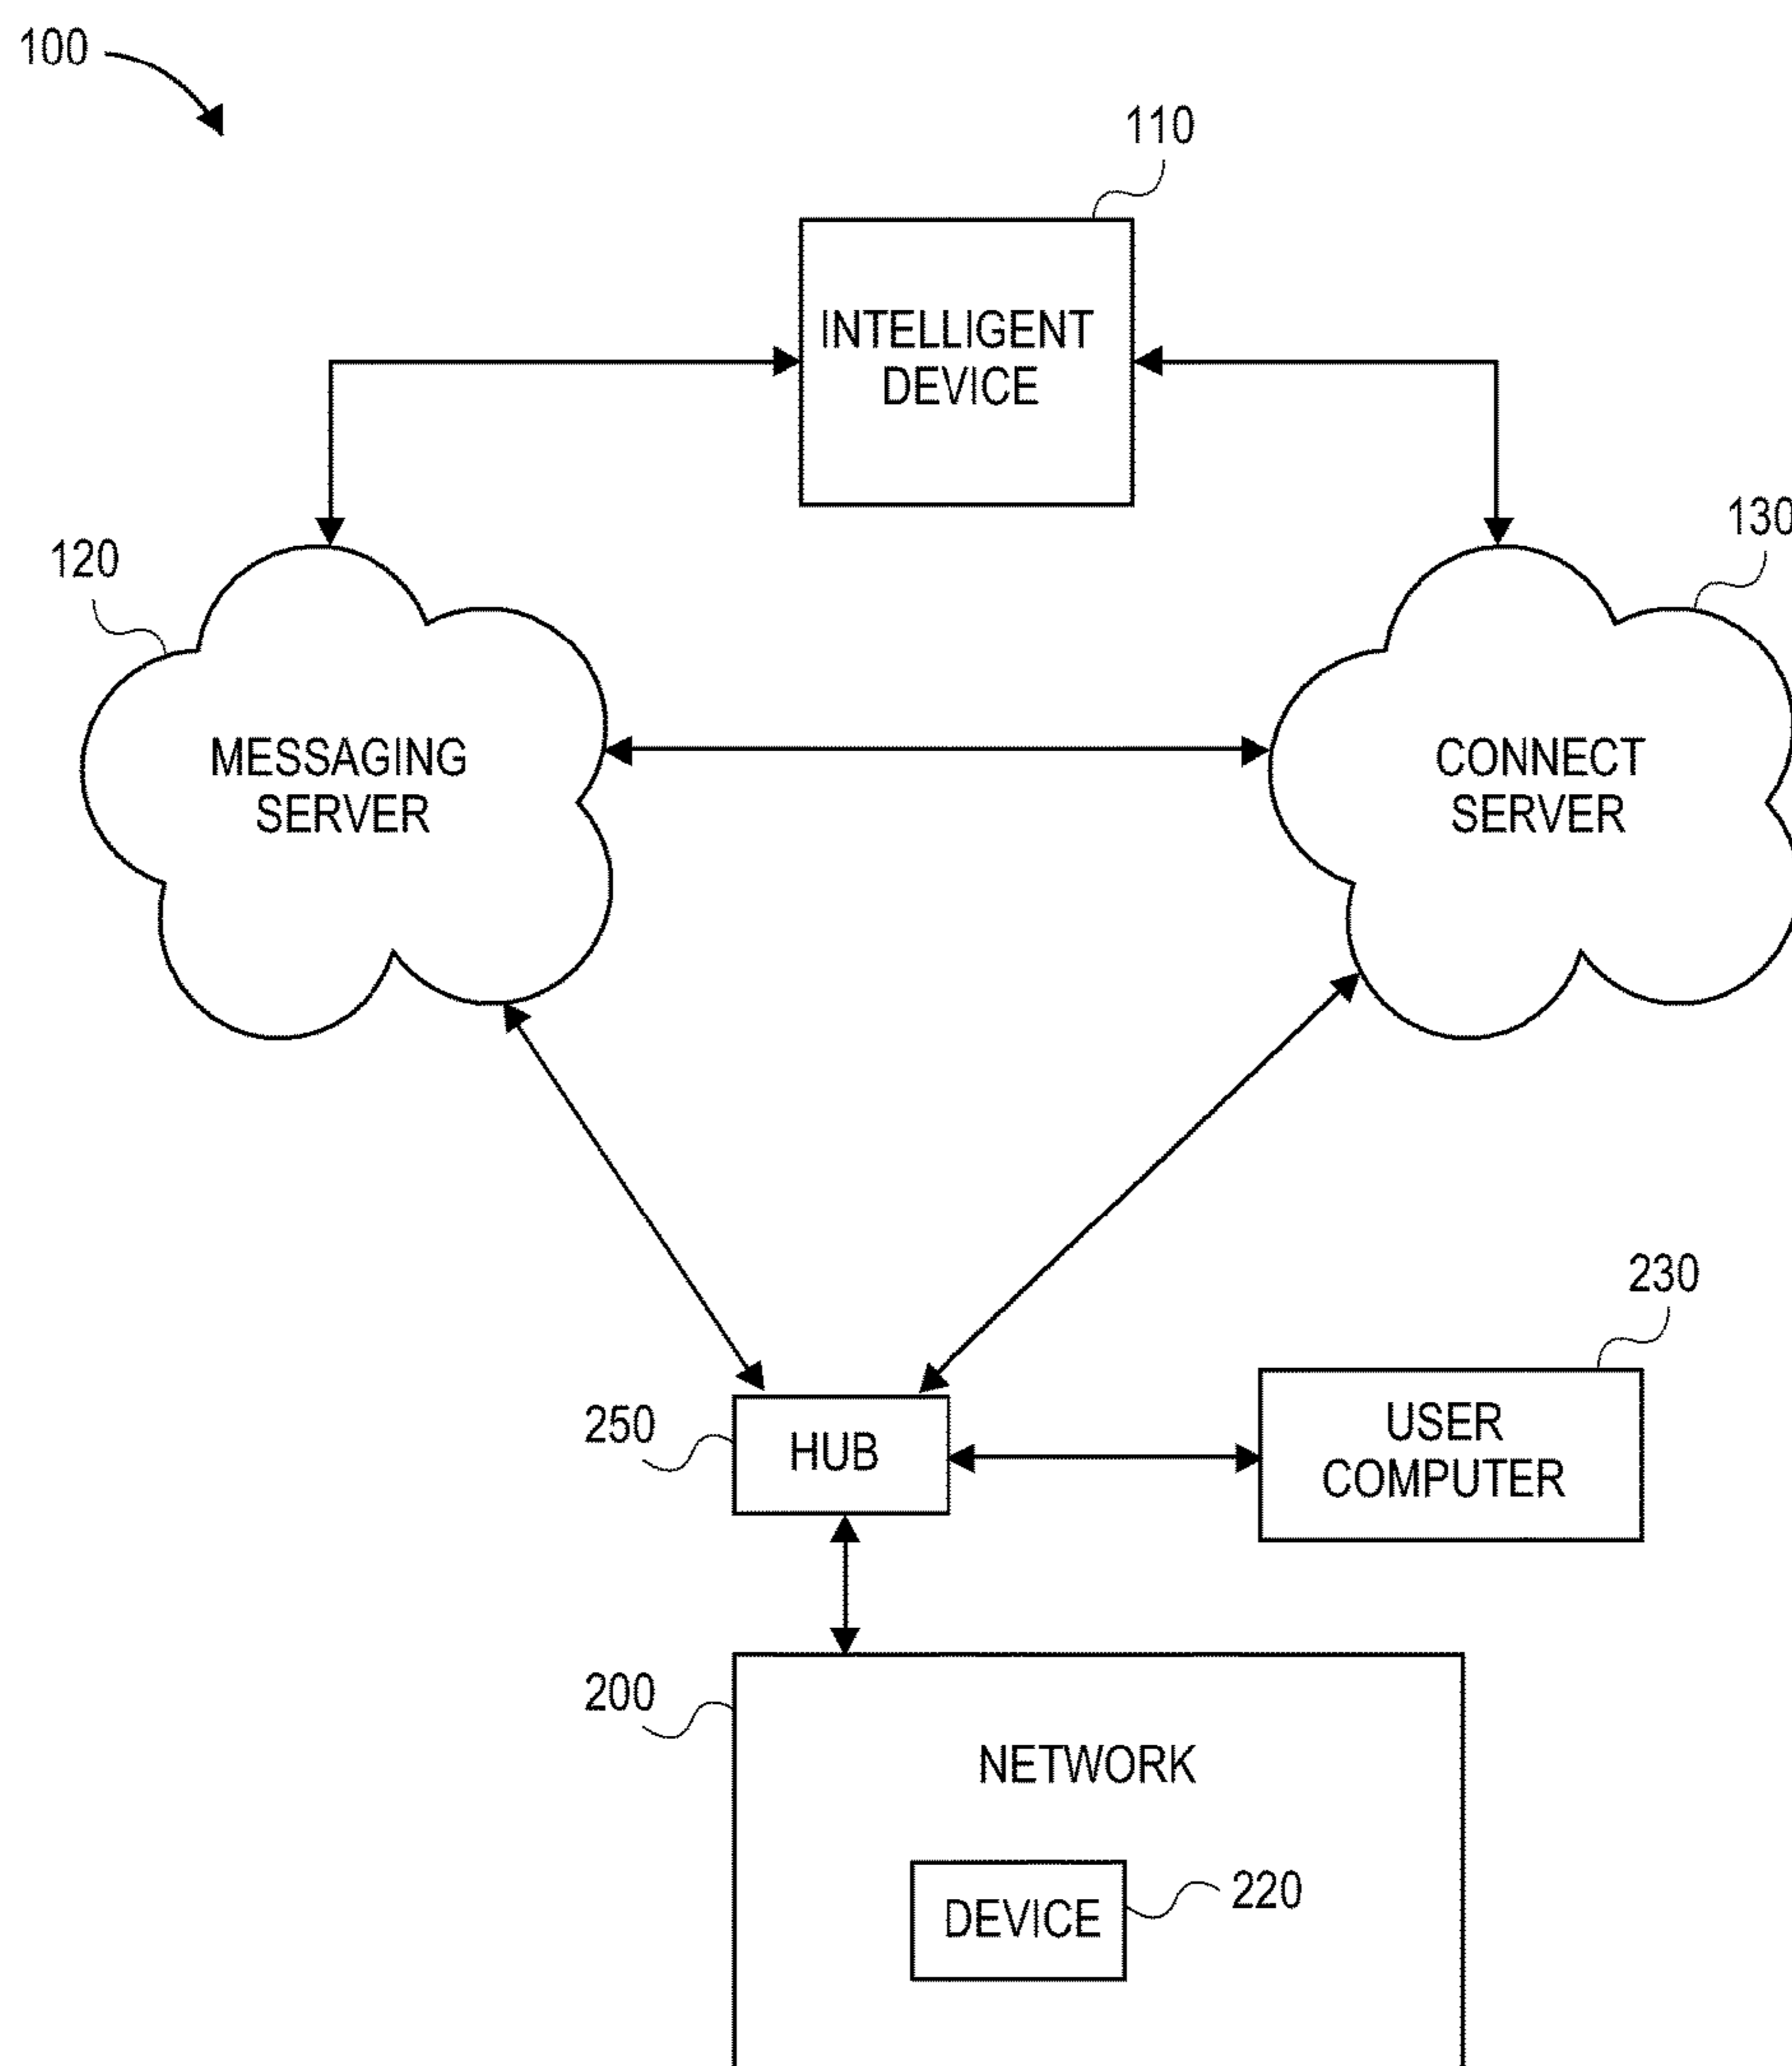 100
110
INTELLIGENT
DEVICE
120
130
MESSAGING
SERVER
CONNECT
SERVER
230
250
HUB
USER
COMPUTER
200
NETWORK
DEVICE
220